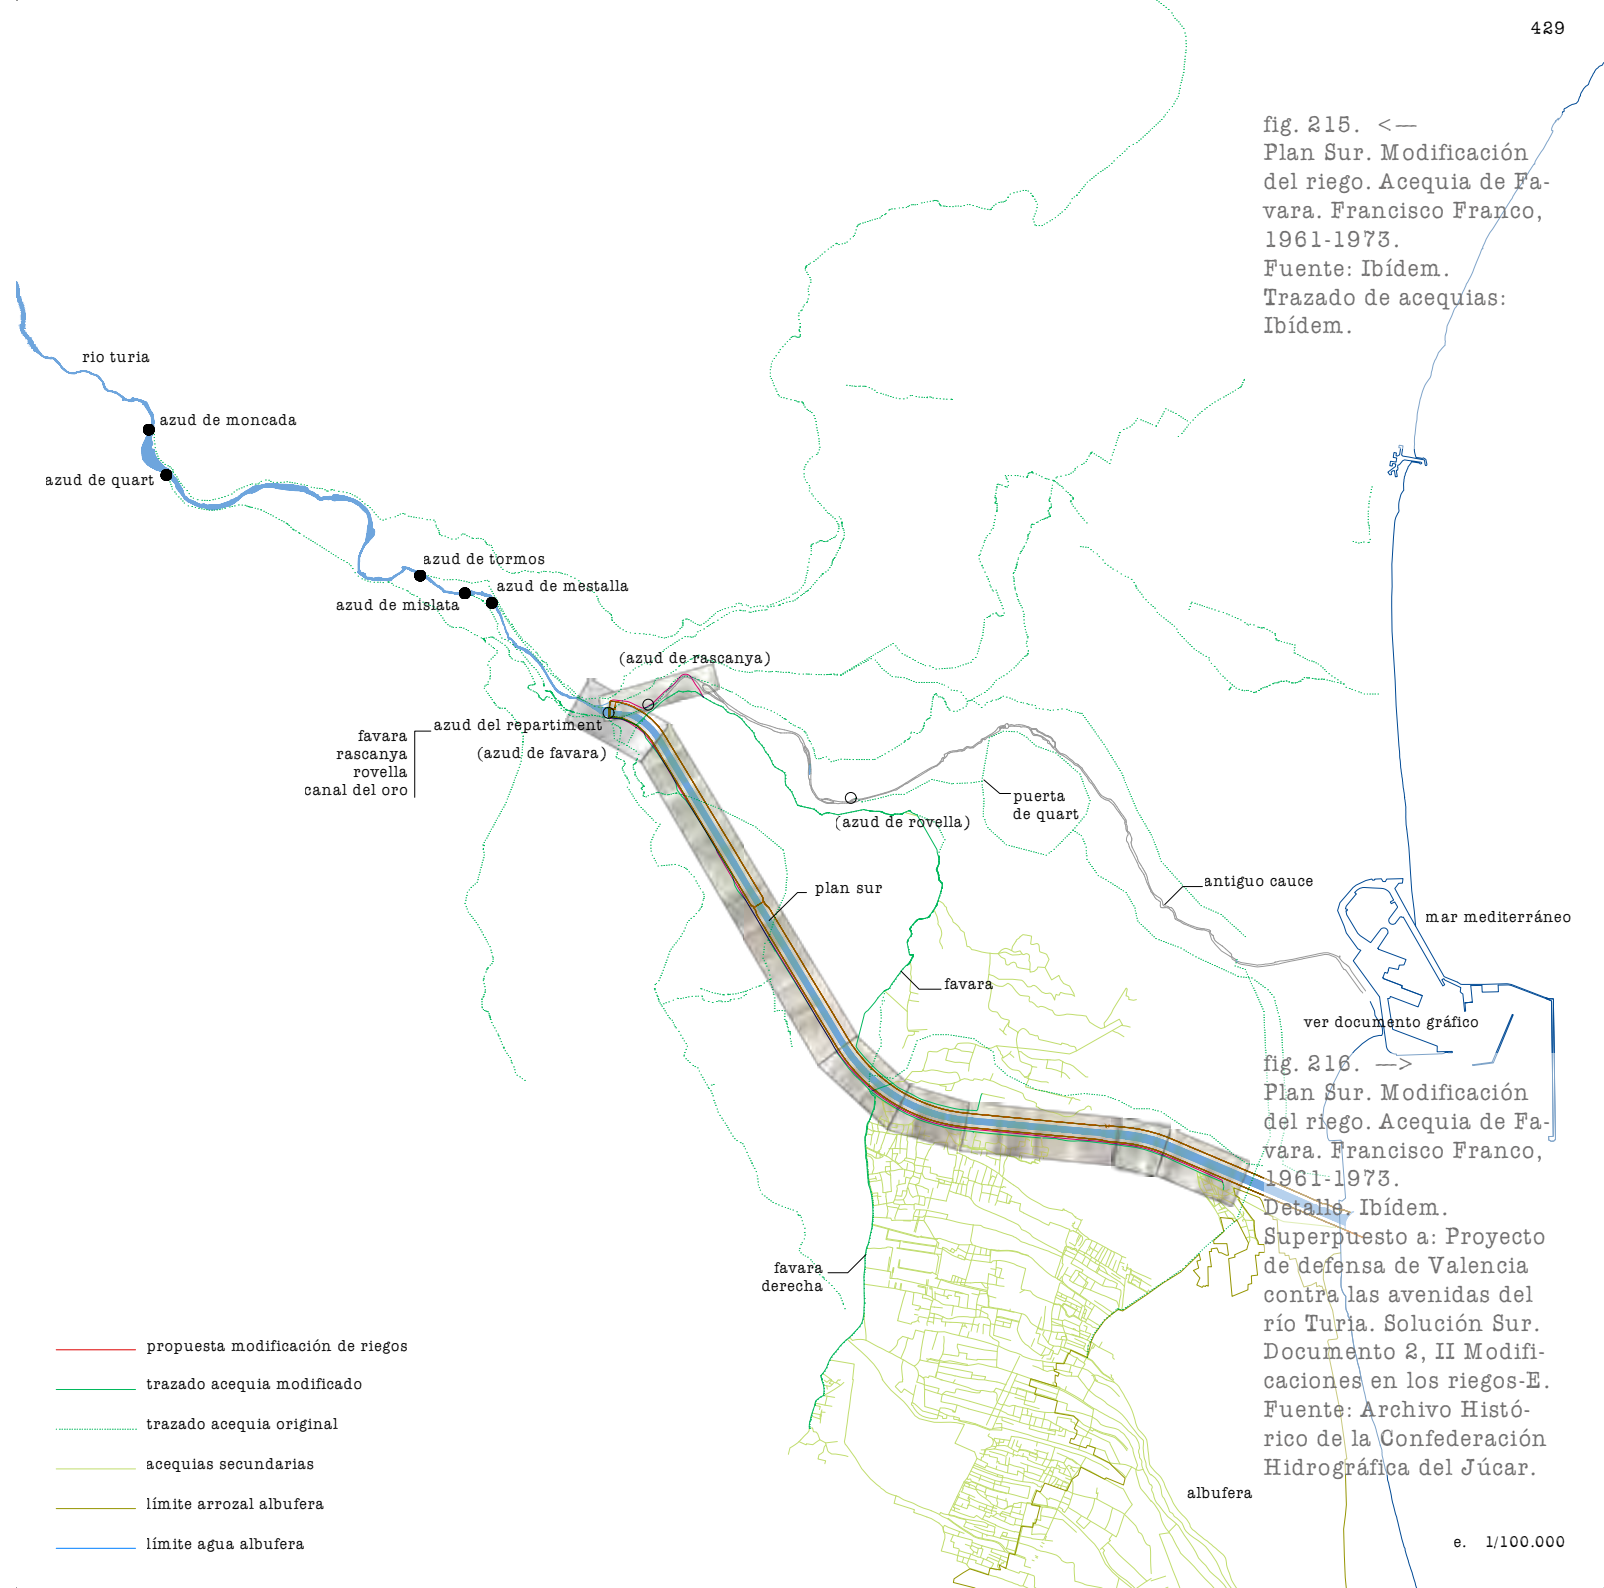 429
fig. 215. <—
Plan Sur. Modificación
del riego. Acequia de Fa-
vara. Francisco Franco,
1961-1973.
Fuente: Ibídem.
Trazado de acequias:
Ibídem.
rio turia
azud de moncada
azud de quart
azud de tormos
azud de mestalla
azud de mislata
(azud de rascanya)
azud del repartiment
(azud de favara)
favara
rascanya
rovella
canal del oro
puerta
de quart
(azud de rovella)
plan sur
antiguo cauce
mar mediterráneo
favara
ver documento gráfico
fig. 216. —>
Plan Sur. Modificación
del riego. Acequia de Fa-
vara. Francisco Franco,
1961-1973.
Detalle. Ibídem.
Superpuesto a: Proyecto
de defensa de Valencia
contra las avenidas del
río Turia. Solución Sur.
Documento 2, II Modifi-
caciones en los riegos-E.
Fuente: Archivo Histó-
rico de la Confederación
Hidrográfica del Júcar.
favara
derecha
propuesta modificación de riegos
trazado acequia modificado
trazado acequia original
acequias secundarias
límite arrozal albufera
límite agua albufera
albufera
e. 1/100.000